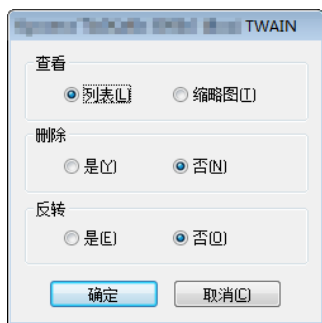 TWAIN
查看
列表(L) 缩略图(T)
删除
是(Y) 否(N)
反转
是(E) 否(O)
确定 取消(C)